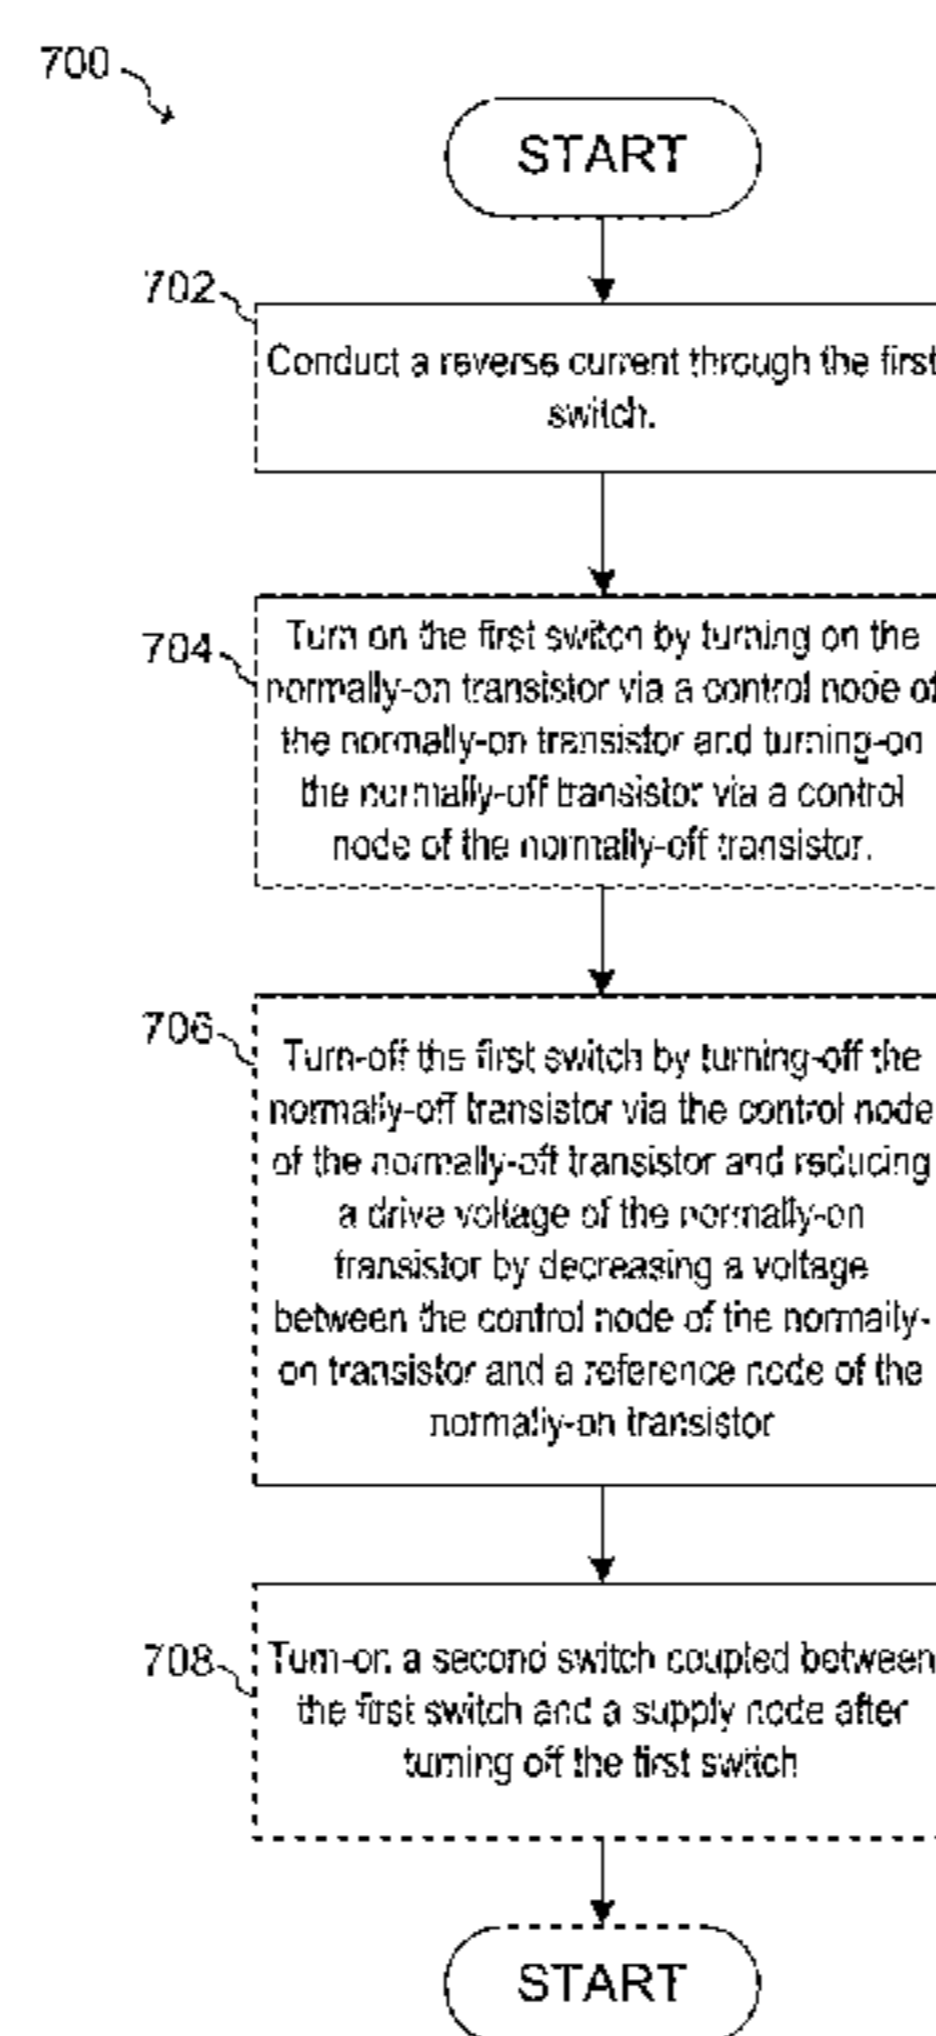 700
START
702
Conduct a reverse current through the first
switch.
704
Turn on the first switch by turning on the
normally-on transistor via a control node of
the normally-on transistor and turning-on
the normally-off transistor via a control
node of the normally-off transistor.
706
Turn-off the first switch by turning-off the
normally-off transistor via the control node
of the normally-off transistor and reducing
a drive voltage of the normally-on
transistor by decreasing a voltage
between the control node of the normally-
on transistor and a reference node of the
normally-on transistor
708
Turn-on a second switch coupled between
the first switch and a supply node after
turning off the first switch
START